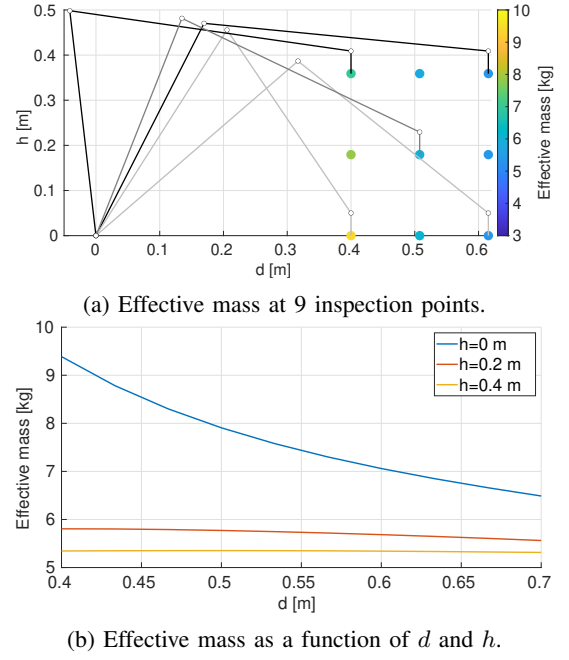 0.5
0.4
0.3
0.2
0.1
0
h [m]
0 0.1 0.2 0.3 0.4 0.5 0.6
d [m]
10
9
8
7
6
5
4
3
Effective mass [kg]
(a) Effective mass at 9 inspection points.
10
9
8
7
6
5
Effective mass [kg]
h=0 m
h=0.2 m
h=0.4 m
0.4 0.45 0.5 0.55 0.6 0.65 0.7
d [m]
(b) Effective mass as a function of d and h.